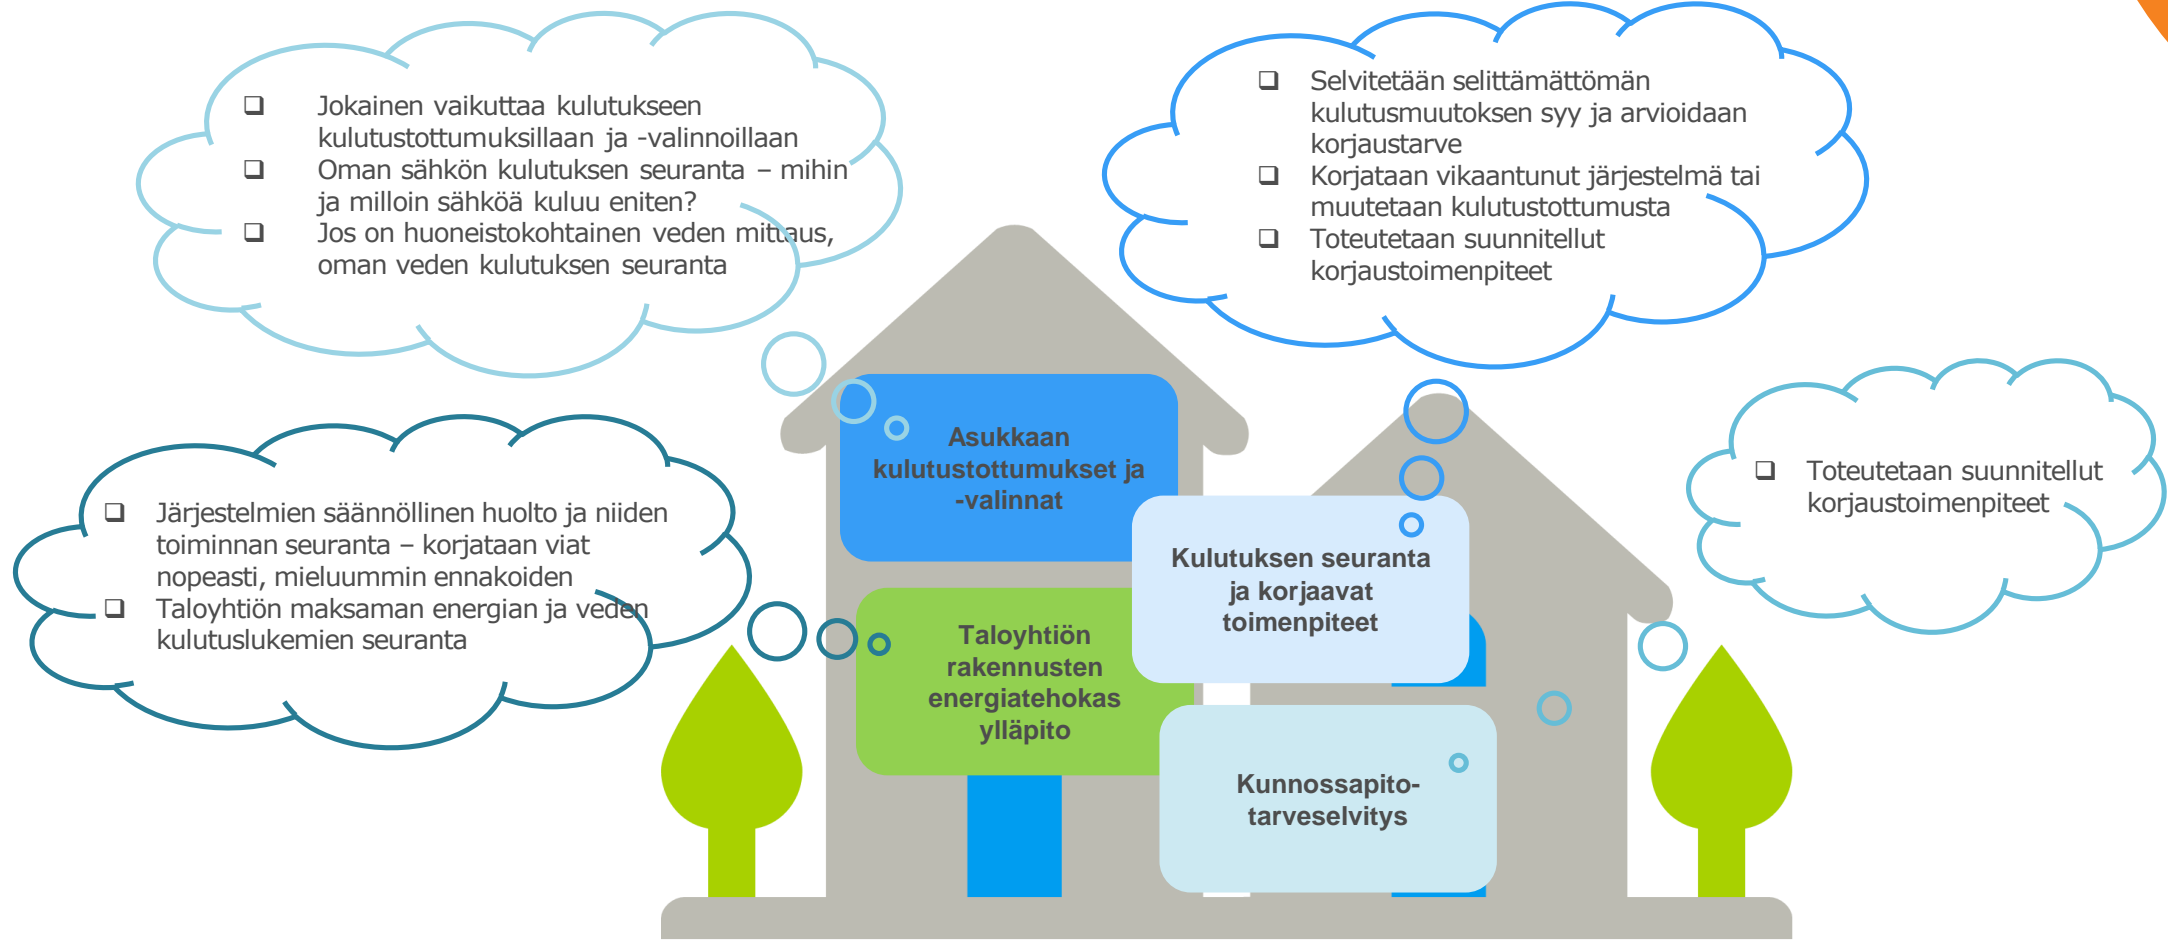 ❑ Jokainen vaikuttaa kulutukseen
kulutustottumuksillaan ja -valinnoillaan
❑ Oman sähkön kulutuksen seuranta – mihin
ja milloin sähköä kuluu eniten?
❑ Jos on huoneistokohtainen veden mittaus,
oman veden kulutuksen seuranta
❑ Selvitetään selittämättömän
kulutusmuutoksen syy ja arvioidaan
korjaustarve
❑ Korjataan vikaantunut järjestelmä tai
muutetaan kulutustottumusta
❑ Toteutetaan suunnitellut
korjaustoimenpiteet
❑ Järjestelmien säännöllinen huolto ja niiden
toiminnan seuranta – korjataan viat
nopeasti, mieluummin ennakoiden
❑ Taloyhtiön maksaman energian ja veden
kulutuslukemien seuranta
❑ Toteutetaan suunnitellut
korjaustoimenpiteet
Asukkaan
kulutustottumukset ja
-valinnat
Kulutuksen seuranta
ja korjaavat
toimenpiteet
Taloyhtiön
rakennusten
energiatehokas
ylläpito
Kunnossapito-
tarveselvitys